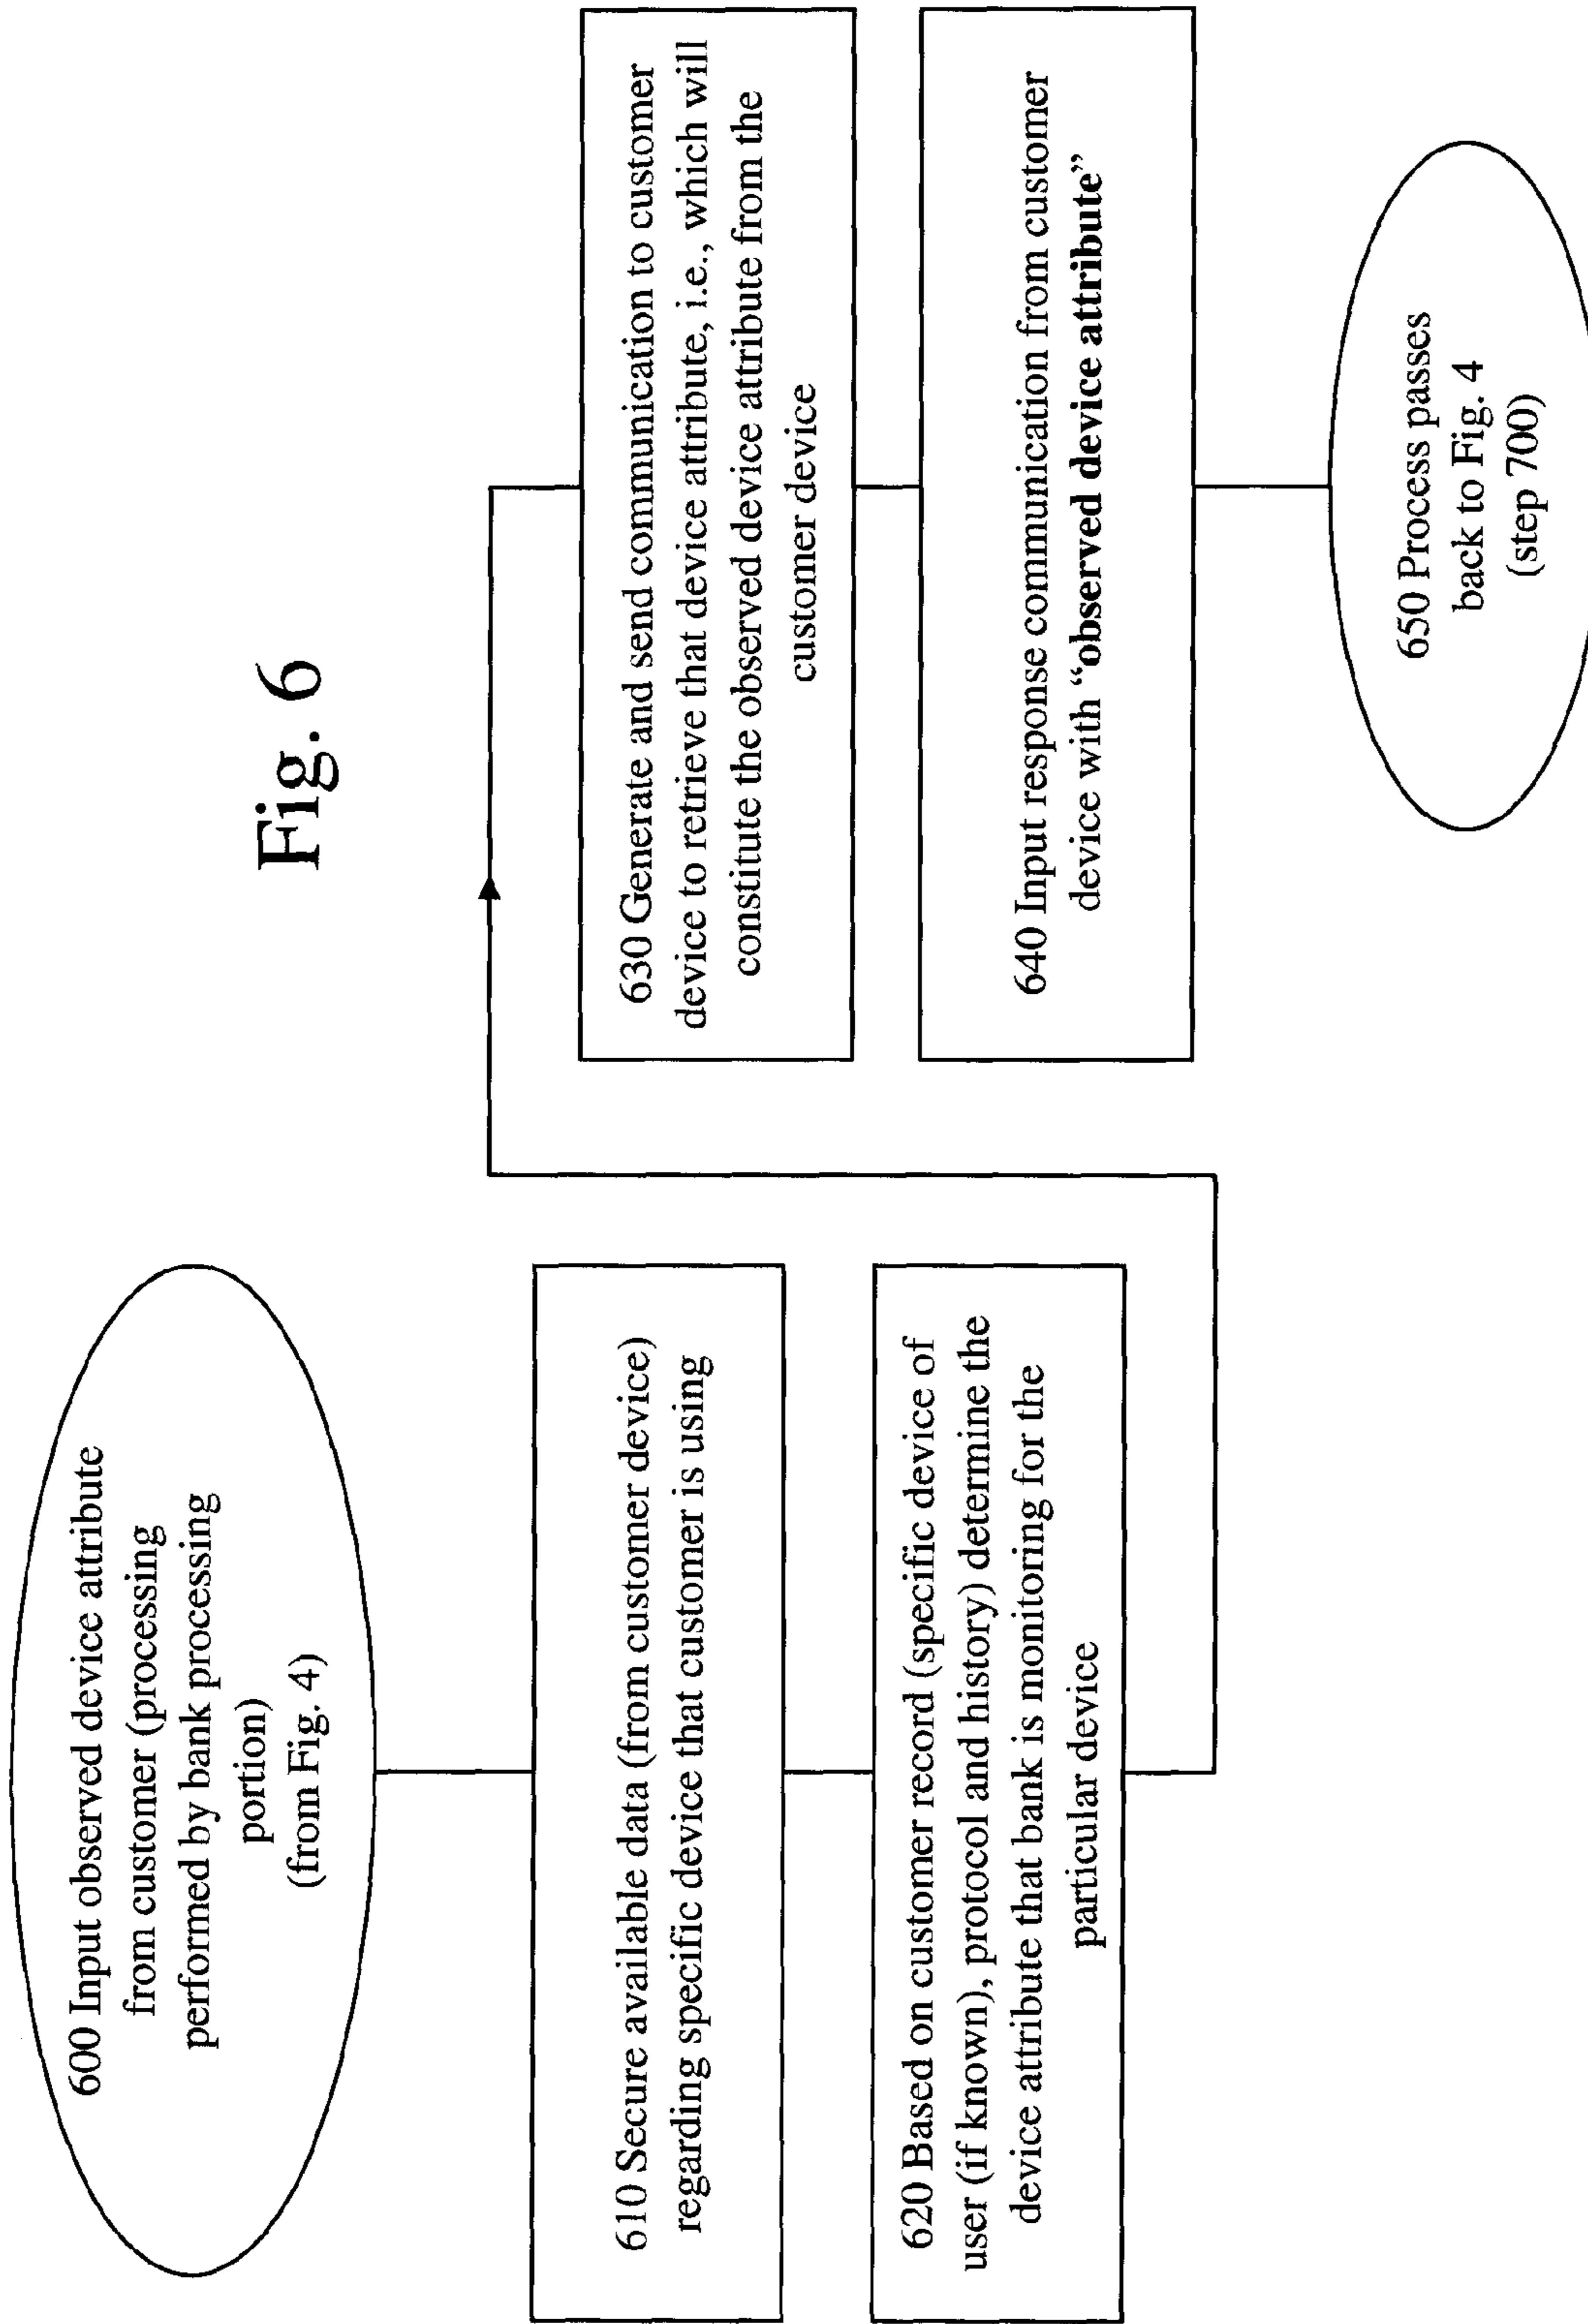 Fig. 6
600 Input observed device attribute
from customer (processing
performed by bank processing
portion)
(from Fig. 4)
610 Secure available data (from customer device)
regarding specific device that customer is using
620 Based on customer record (specific device of
user (if known), protocol and history) determine the
device attribute that bank is monitoring for the
particular device
630 Generate and send communication to customer
device to retrieve that device attribute, i.e., which will
constitute the observed device attribute from the
customer device
640 Input response communication from customer
device with “observed device attribute”
650 Process passes
back to Fig. 4
(step 700)